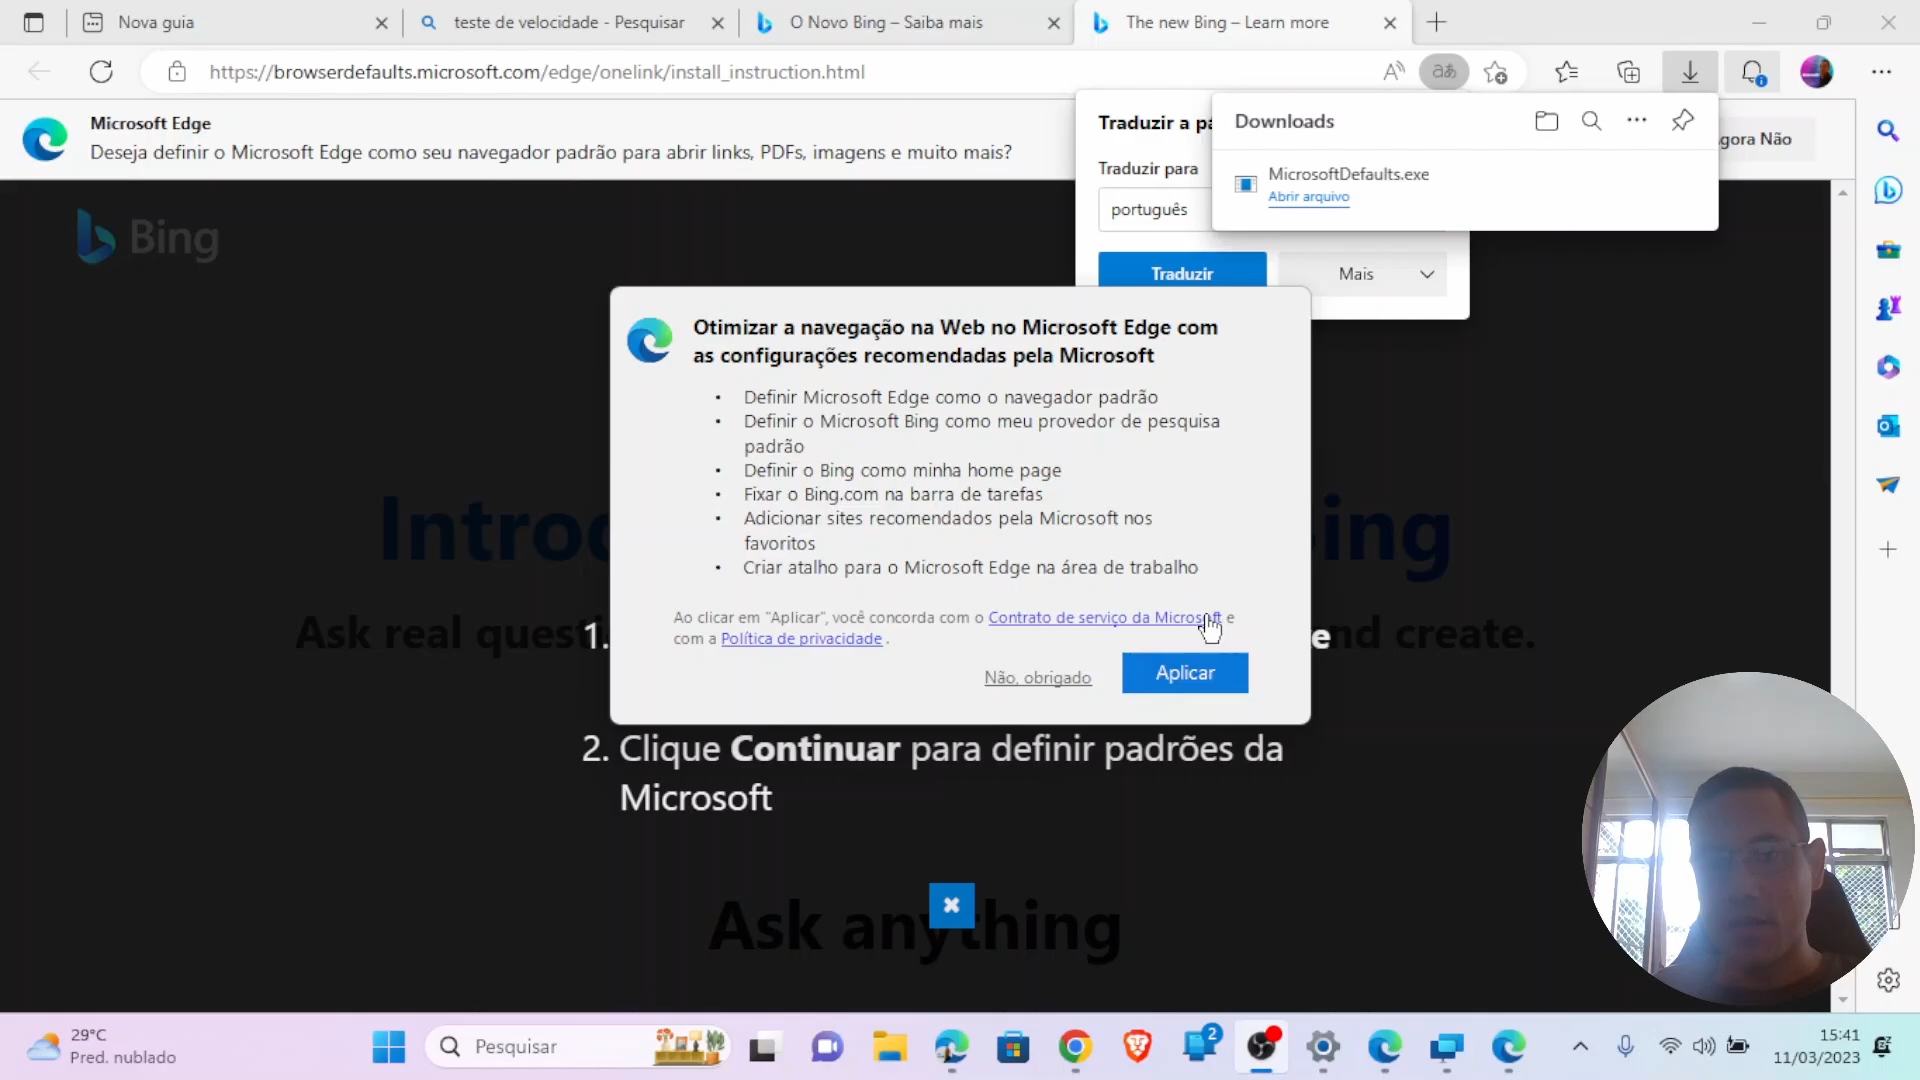 Nova guia
teste de velocidade - Pesquisar
O Novo Bing – Saiba mais
The new Bing – Learn more
https://browserdefaults.microsoft.com/edge/onelink/install_instruction.html
Microsoft Edge
Deseja definir o Microsoft Edge como seu navegador padrão para abrir links, PDFs, imagens e muito mais?
gora Não
Traduzir a pá
Traduzir para
português
Traduzir
Mais
Downloads
MicrosoftDefaults.exe
Abrir arquivo
Bing
Otimizar a navegação na Web no Microsoft Edge com
as configurações recomendadas pela Microsoft
• Definir Microsoft Edge como o navegador padrão
• Definir o Microsoft Bing como meu provedor de pesquisa
padrão
• Definir o Bing como minha home page
• Fixar o Bing.com na barra de tarefas
• Adicionar sites recomendados pela Microsoft nos
favoritos
• Criar atalho para o Microsoft Edge na área de trabalho
Ao clicar em "Aplicar", você concorda com o Contrato de serviço da Microsoft e
com a Política de privacidade .
Não, obrigado
Aplicar
Introd
ing
Ask real quest
nd create.
1.
e
2. Clique Continuar para definir padrões da
Microsoft
Ask anything
29°C
Pred. nublado
Pesquisar
2
15:41
11/03/2023